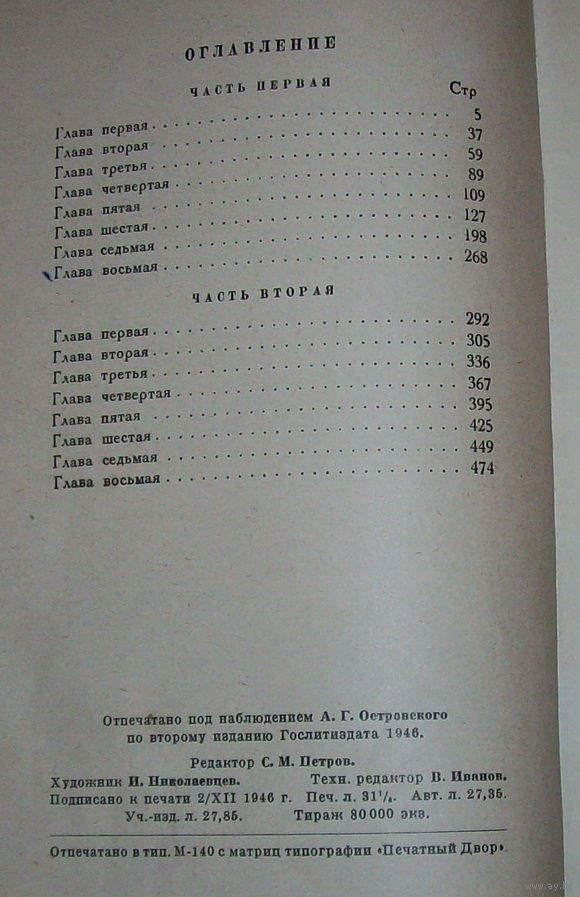 ОГЛАВЛЕНИЕ
ЧАСТЬ ПЕРВАЯ
Стр
Глава первая 5
Глава вторая 37
Глава третья 59
Глава четвертая 89
Глава пятая 109
Глава шестая 127
Глава седьмая 198
Глава восьмая 268
ЧАСТЬ ВТОРАЯ
Глава первая 292
Глава вторая 305
Глава третья 336
Глава четвертая 367
Глава пятая 395
Глава шестая 425
Глава седьмая 449
Глава восьмая 474
Отпечатано под наблюдением А. Г. Островского
по второму изданию Гослитиздата 1946.
Редактор С. М. Петров.
Художник И. Николаевцев. Техн. редактор В. Иванов.
Подписано к печати 2/XII 1946 г. Печ. л. 31¹/₄. Авт. л. 27,35.
Уч.-изд. л. 27,85. Тираж 80 000 экз.
Отпечатано в тип. М-140 с матриц типографии «Печатный Двор».